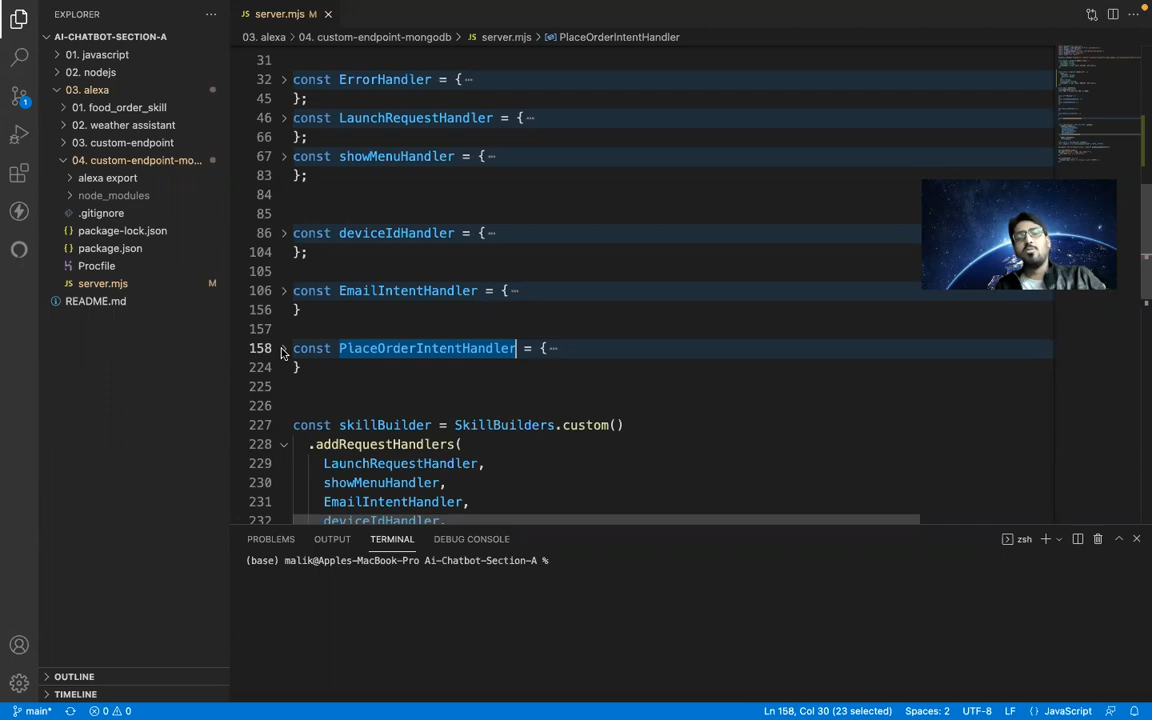 EXPLORER
AI-CHATBOT-SECTION-A
01. javascript
02. nodejs
03. alexa
01. food_order_skill
02. weather assistant
03. custom-endpoint
04. custom-endpoint-mo...
alexa export
node_modules
.gitignore
package-lock.json
package.json
Procfile
server.mjs M
README.md
OUTLINE
TIMELINE
1
JS server.mjs M
03. alexa > 04. custom-endpoint-mongodb > JS server.mjs > PlaceOrderIntentHandler
31
32 const ErrorHandler = {…
45 };
46 const LaunchRequestHandler = {…
66 };
67 const showMenuHandler = {…
83 };
84
85
86 const deviceIdHandler = {…
104 };
105
106 const EmailIntentHandler = {…
156 }
157
158 const PlaceOrderIntentHandler = {…
224 }
225
226
227 const skillBuilder = SkillBuilders.custom()
228 .addRequestHandlers(
229 LaunchRequestHandler,
230 showMenuHandler,
231 EmailIntentHandler,
232 deviceIdHandler,
PROBLEMS OUTPUT TERMINAL DEBUG CONSOLE
zsh
(base) malik@Apples-MacBook-Pro Ai-Chatbot-Section-A %
main* 0 0 Ln 158, Col 30 (23 selected) Spaces: 2 UTF-8 LF {} JavaScript